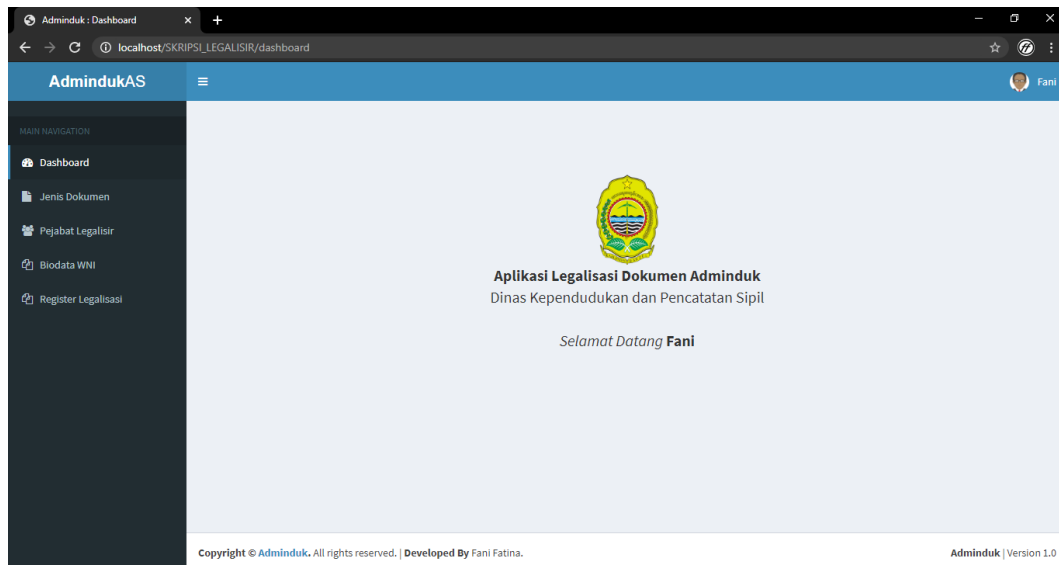 Adminduk : Dashboard
localhost/SKRIPSI_LEGALISIR/dashboard
AdmindukAS
Fani
MAIN NAVIGATION
Dashboard
Jenis Dokumen
Pejabat Legalisir
Biodata WNI
Register Legalisasi
Aplikasi Legalisasi Dokumen Adminduk
Dinas Kependudukan dan Pencatatan Sipil
Selamat Datang Fani
Copyright © Adminduk. All rights reserved. | Developed By Fani Fatina.
Adminduk | Version 1.0